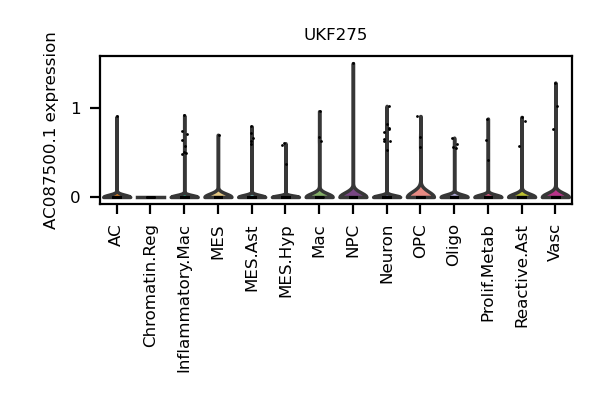 UKF275
AC087500.1 expression
1
0
AC
Chromatin.Reg
Inflammatory.Mac
MES
MES.Ast
MES.Hyp
Mac
NPC
Neuron
OPC
Oligo
Prolif.Metab
Reactive.Ast
Vasc